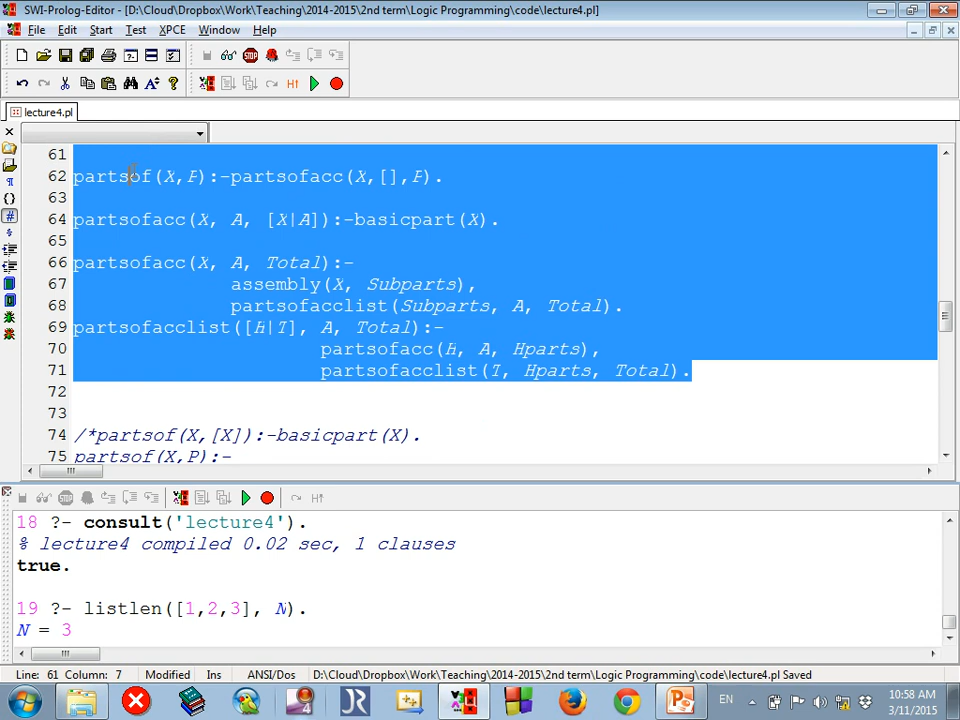 SWI-Prolog-Editor - [D:\Cloud\Dropbox\Work\Teaching\2014-2015\2nd term\Logic Programming\code\lecture4.pl]
File Edit Start Test XPCE Window Help
lecture4.pl
61
62 partsof(X,P):-partsofacc(X,[],P).
63
64 partsofacc(X, A, [X|A]):-basicpart(X).
65
66 partsofacc(X, A, Total):-
67 assembly(X, Subparts),
68 partsofacclist(Subparts, A, Total).
69 partsofacclist([H|T], A, Total):-
70 partsofacc(H, A, Hparts),
71 partsofacclist(T, Hparts, Total).
72
73
74 /*partsof(X,[X]):-basicpart(X).
75 partsof(X,P):-
18 ?- consult('lecture4').
% lecture4 compiled 0.02 sec, 1 clauses
true.
19 ?- listlen([1,2,3], N).
N = 3
Line: 61 Column: 7 Modified Ins ANSI/Dos D:\Cloud\Dropbox\Work\Teaching\2014-2015\2nd term\Logic Programming\code\lecture4.pl Saved
EN 10:58 AM
3/11/2015